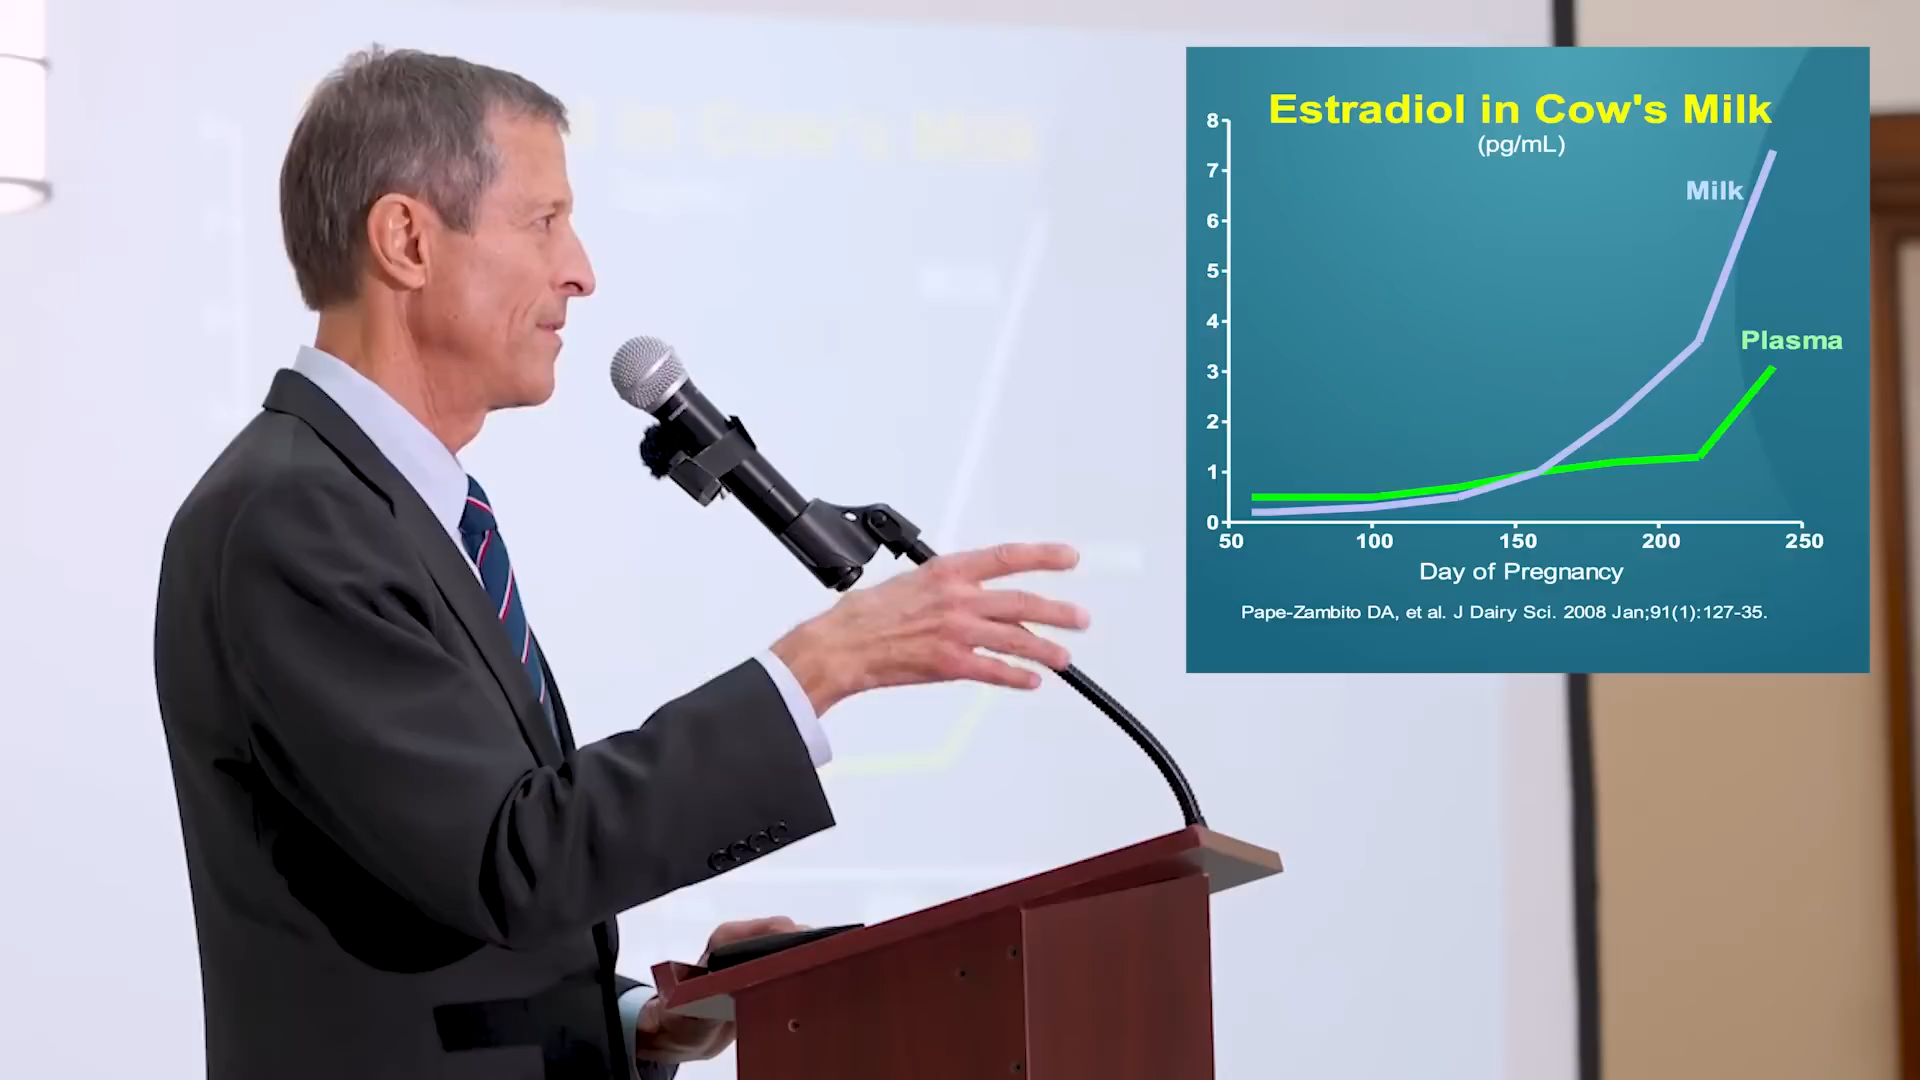 Estradiol in Cow's Milk
(pg/mL)
8
7
6
5
4
3
2
1
0
Milk
Plasma
50 100 150 200 250
Day of Pregnancy
Pape-Zambito DA, et al. J Dairy Sci. 2008 Jan;91(1):127-35.